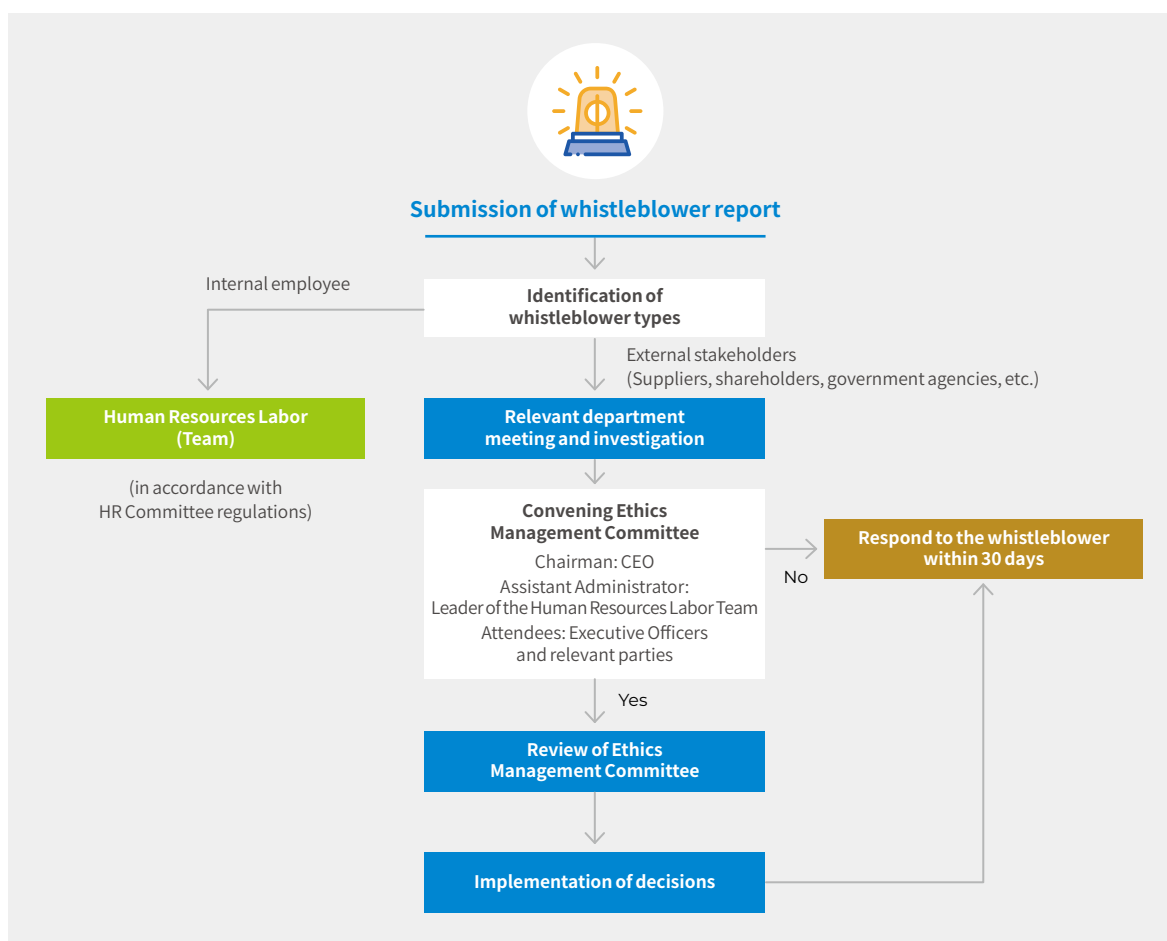 Submission of whistleblower report
Internal employee
Identification of
whistleblower types
External stakeholders
(Suppliers, shareholders, government agencies, etc.)
Human Resources Labor
(Team)
(in accordance with
HR Committee regulations)
Relevant department
meeting and investigation
Convening Ethics
Management Committee
Chairman: CEO
Assistant Administrator:
Leader of the Human Resources Labor Team
Attendees: Executive Officers
and relevant parties
No
Respond to the whistleblower
within 30 days
Yes
Review of Ethics
Management Committee
Implementation of decisions